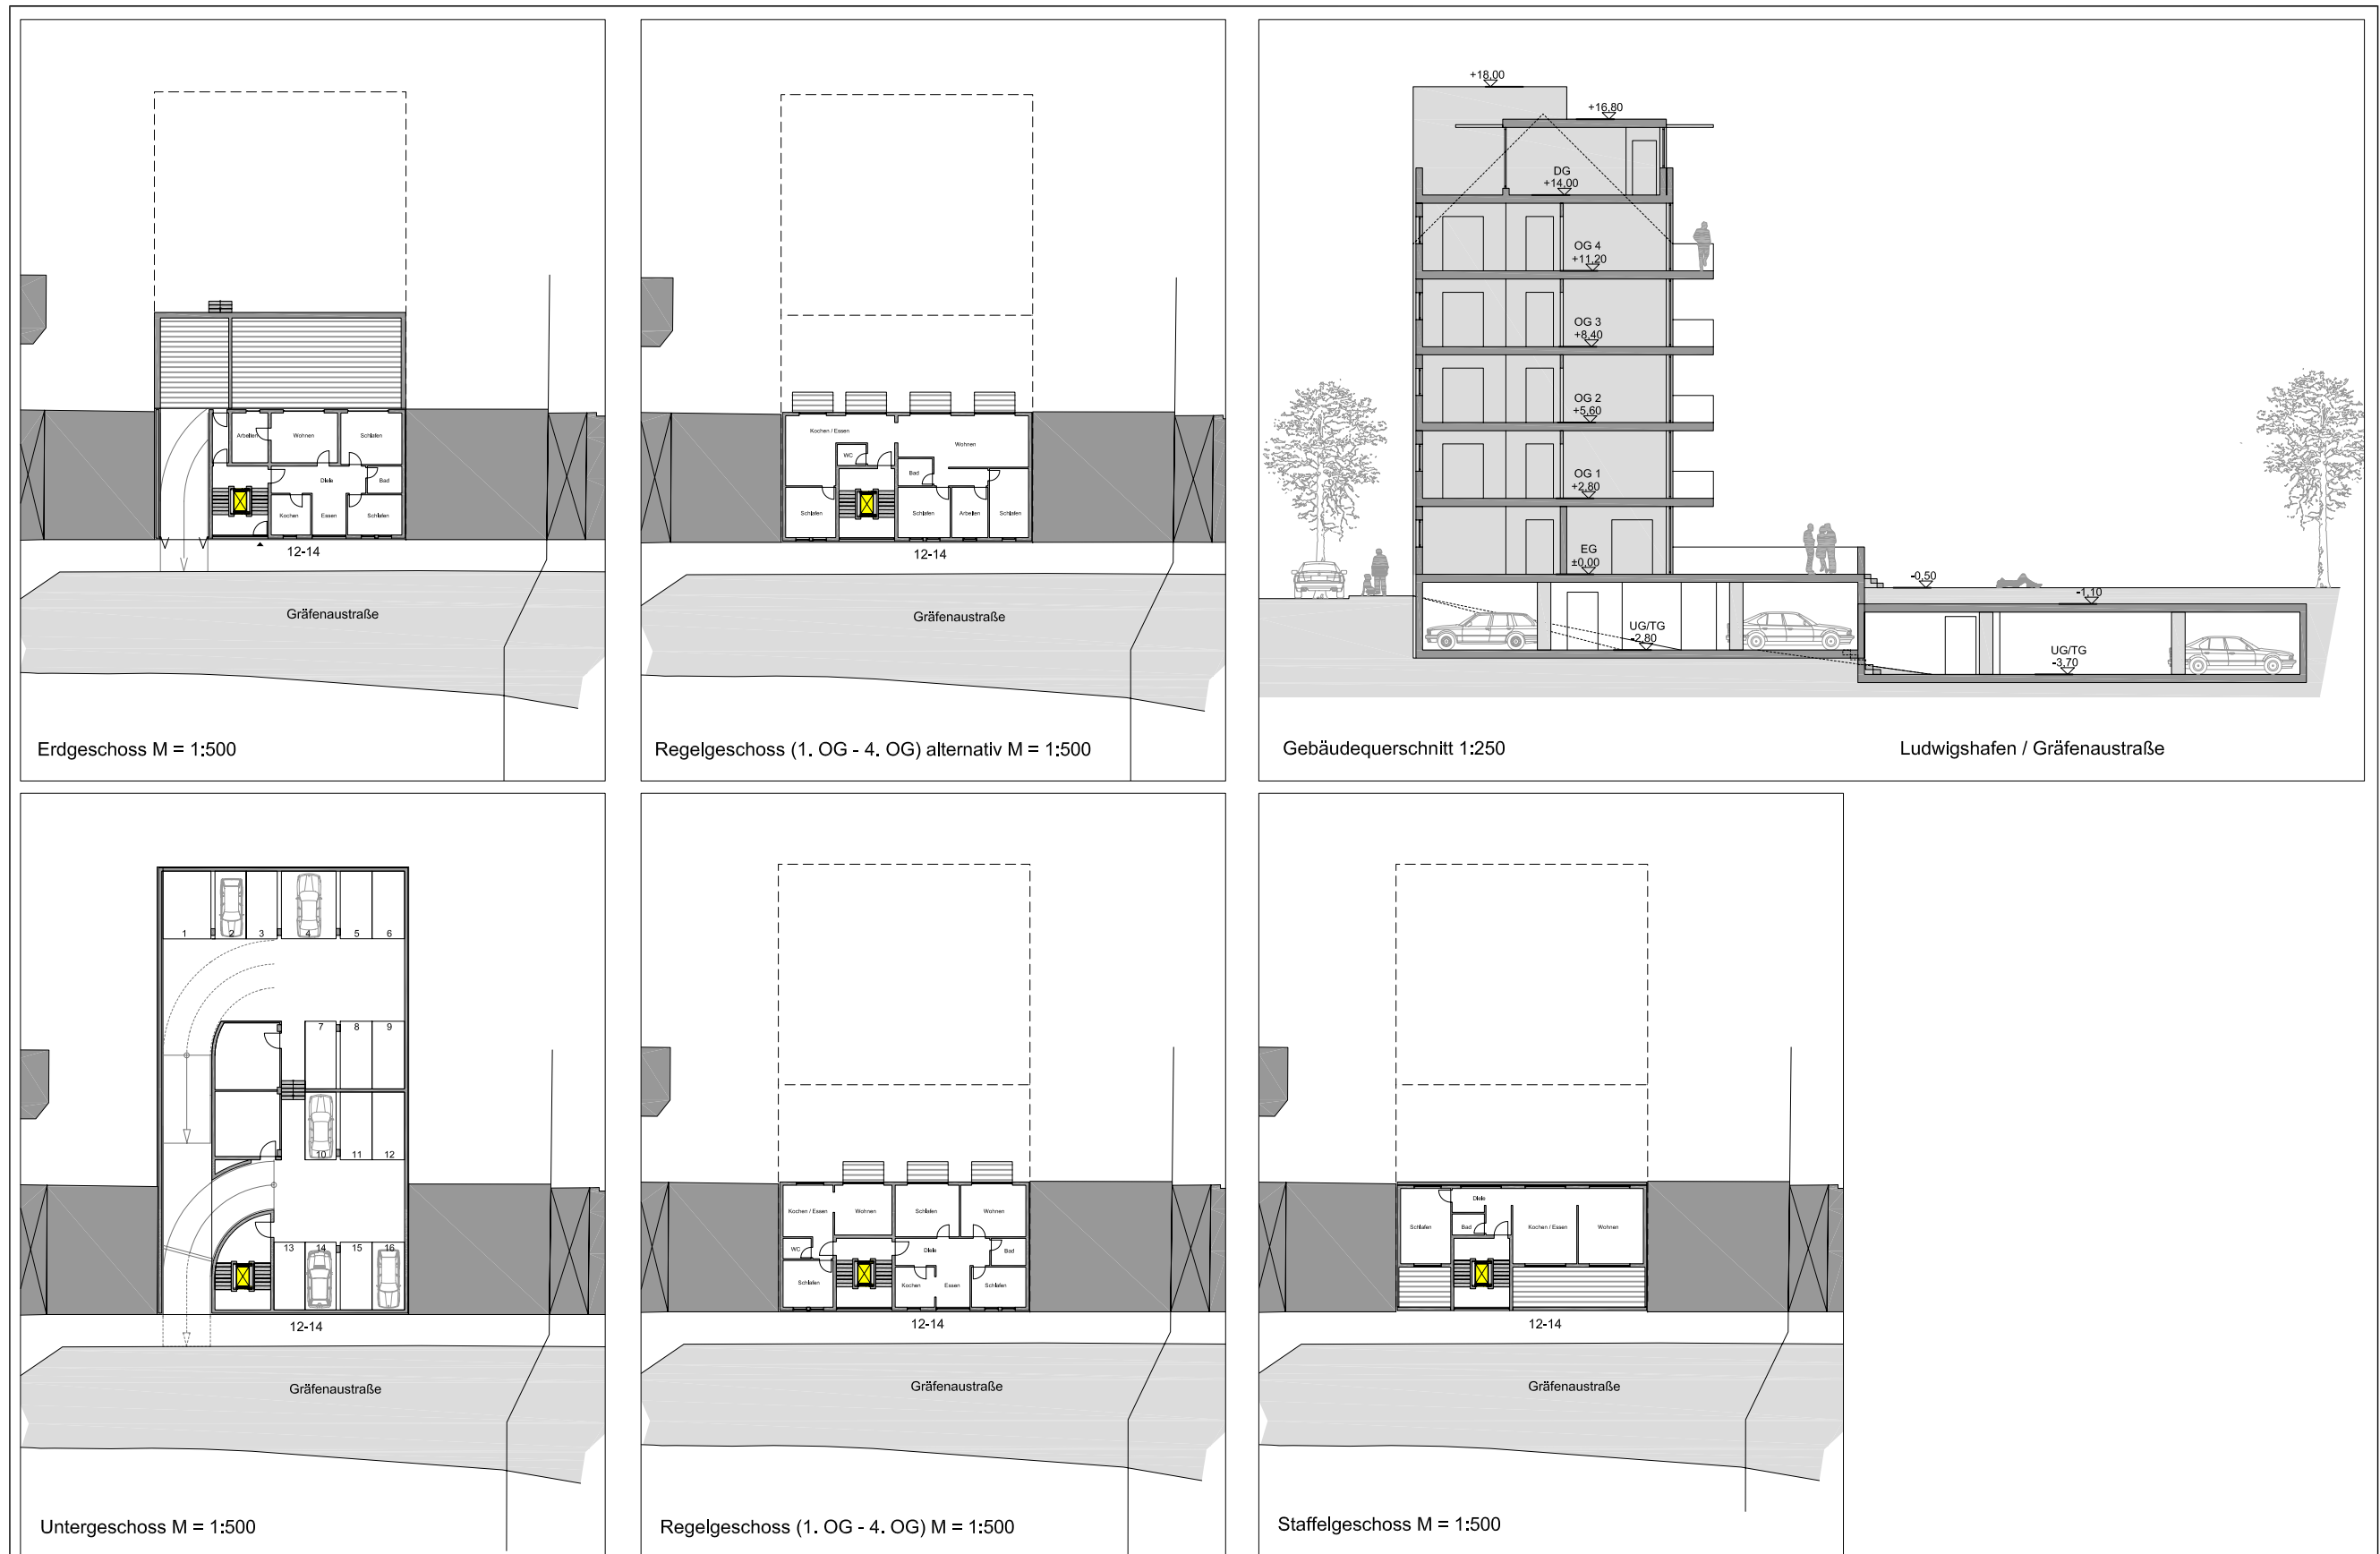 Arbeiten
Wohnen
Schlafen
Diele
Bad
Kochen
Essen
Schlafen
12-14
Gräfenaustraße
Erdgeschoss M = 1:500
Kochen / Essen
Wohnen
WC
Bad
Schlafen
Schlafen
Arbeiten
Schlafen
12-14
Gräfenaustraße
Regelgeschoss (1. OG - 4. OG) alternativ M = 1:500
+18.00
+16.80
DG
+14.00
OG 4
+11.20
OG 3
+8.40
OG 2
+5.60
OG 1
+2.80
EG
±0.00
-0.50
-1.10
UG/TG
-2.80
UG/TG
-3.70
Gebäudequerschnitt 1:250
Ludwigshafen / Gräfenaustraße
1
2
3
4
5
6
7
8
9
10
11
12
13
14
15
16
12-14
Gräfenaustraße
Untergeschoss M = 1:500
Kochen / Essen
Wohnen
Schlafen
Wohnen
WC
Diele
Bad
Schlafen
Kochen
Essen
Schlafen
12-14
Gräfenaustraße
Regelgeschoss (1. OG - 4. OG) M = 1:500
Diele
Schlafen
Bad
Kochen / Essen
Wohnen
12-14
Gräfenaustraße
Staffelgeschoss M = 1:500